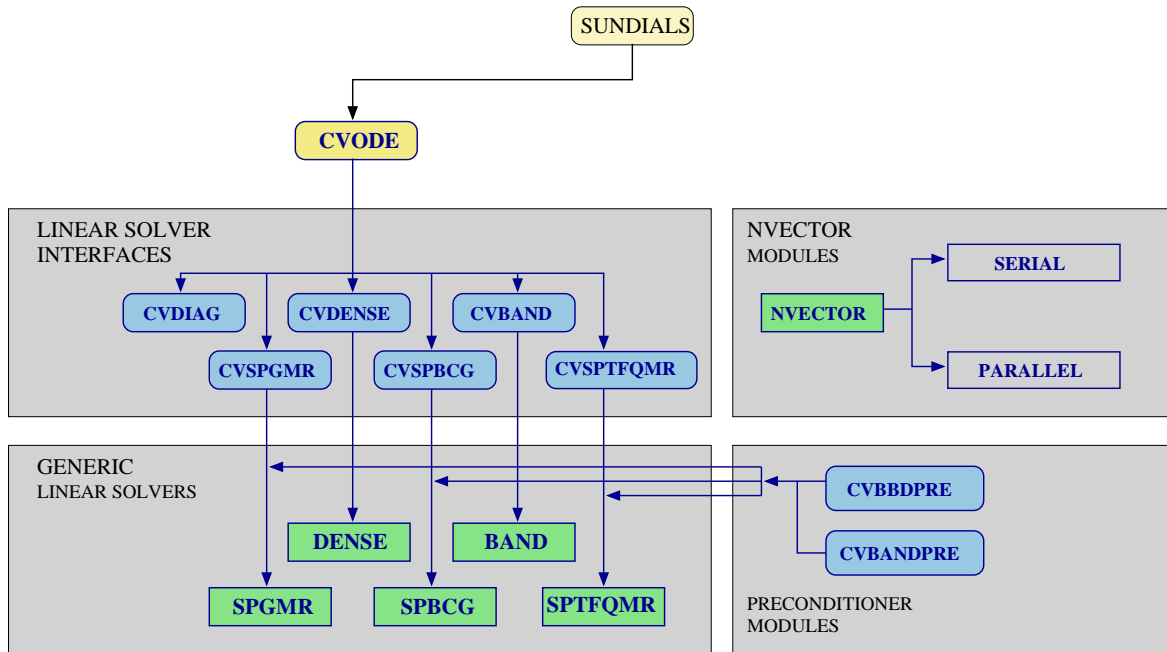 SUNDIALS
CVODE
LINEAR SOLVER
INTERFACES
CVDIAG
CVDENSE
CVBAND
CVSPGMR
CVSPBCG
CVSPTFQMR
NVECTOR
MODULES
SERIAL
NVECTOR
PARALLEL
GENERIC
LINEAR SOLVERS
DENSE
BAND
SPGMR
SPBCG
SPTFQMR
CVBBDPRE
CVBANDPRE
PRECONDITIONER
MODULES